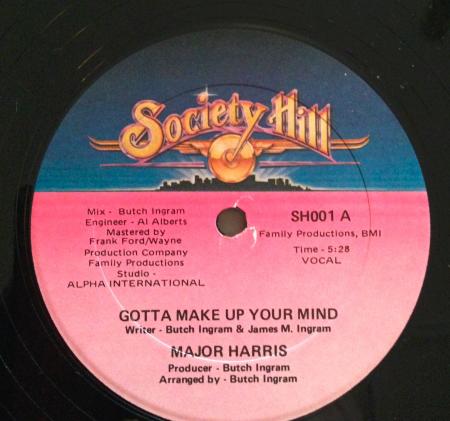 Society Hill
Mix - Butch Ingram
Engineer - Al Alberts
Mastered by
Frank Ford/Wayne
Production Company
Family Productions
Studio -
ALPHA INTERNATIONAL
SH001 A
Family Productions, BMI
Time - 5:28
VOCAL
GOTTA MAKE UP YOUR MIND
Writer - Butch Ingram & James M. Ingram
MAJOR HARRIS
Producer - Butch Ingram
Arranged by - Butch Ingram